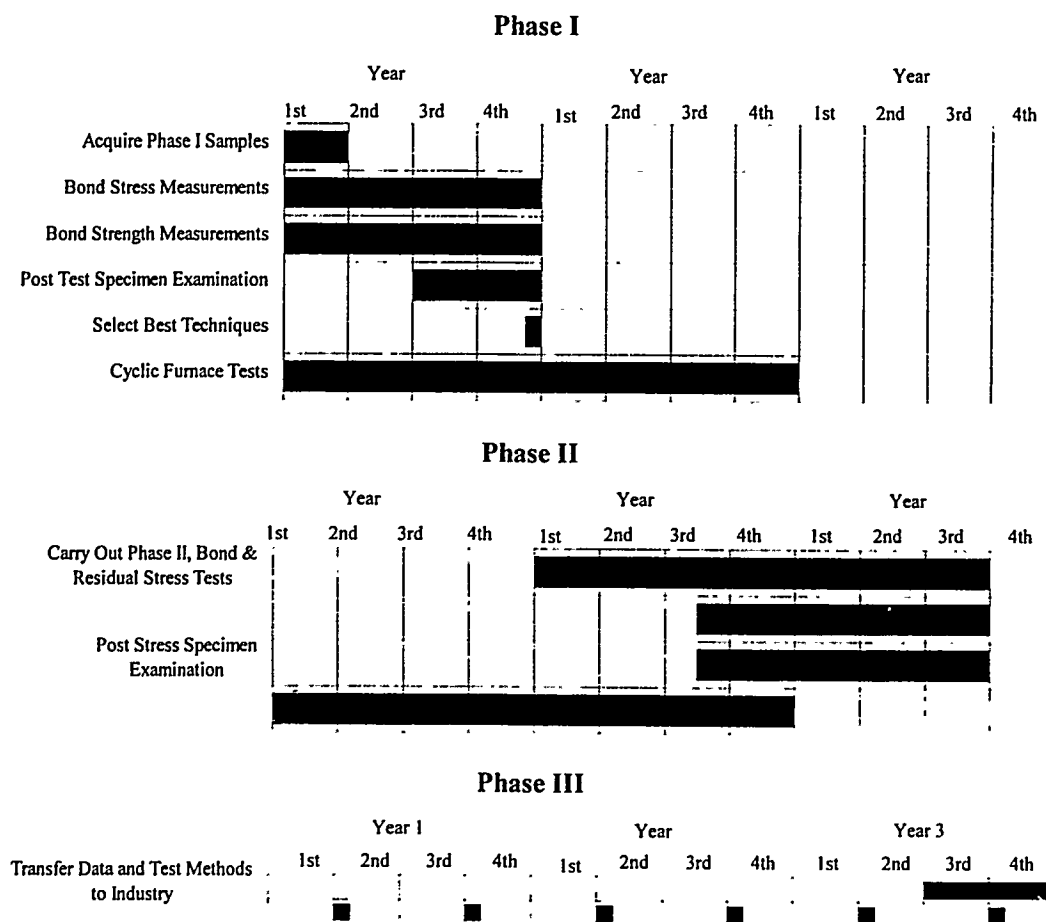 Phase I
Year Year Year
1st 2nd 3rd 4th 1st 2nd 3rd 4th 1st 2nd 3rd 4th
Acquire Phase I Samples
Bond Stress Measurements
Bond Strength Measurements
Post Test Specimen Examination
Select Best Techniques
Cyclic Furnace Tests
Phase II
Year Year Year
1st 2nd 3rd 4th 1st 2nd 3rd 4th 1st 2nd 3rd 4th
Carry Out Phase II, Bond &
Residual Stress Tests
Post Stress Specimen
Examination
Phase III
Year 1 Year Year 3
1st 2nd 3rd 4th 1st 2nd 3rd 4th 1st 2nd 3rd 4th
Transfer Data and Test Methods
to Industry